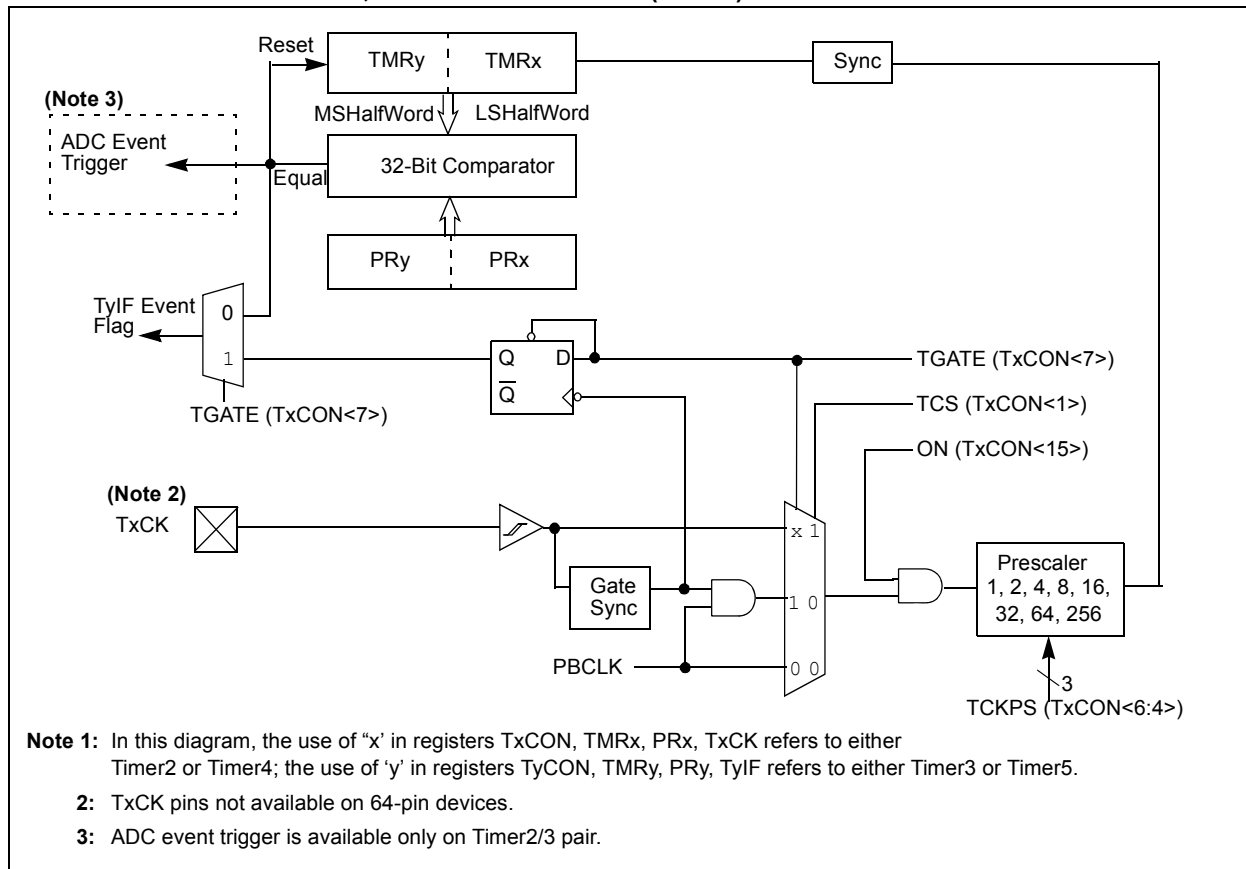 Reset
TMRy TMRx
Sync
(Note 3)
MSHalfWord LSHalfWord
ADC Event
Trigger
Equal
32-Bit Comparator
PRy PRx
TyIF Event
Flag
0
1
Q D
Q̅
TGATE (TxCON<7>)
TGATE (TxCON<7>)
TCS (TxCON<1>)
ON (TxCON<15>)
(Note 2)
TxCK
x 1
Gate
Sync
1 0
Prescaler
1, 2, 4, 8, 16,
32, 64, 256
PBCLK
0 0
3
TCKPS (TxCON<6:4>)
Note 1: In this diagram, the use of “x’ in registers TxCON, TMRx, PRx, TxCK refers to either
Timer2 or Timer4; the use of ‘y’ in registers TyCON, TMRy, PRy, TyIF refers to either Timer3 or Timer5.
2: TxCK pins not available on 64-pin devices.
3: ADC event trigger is available only on Timer2/3 pair.